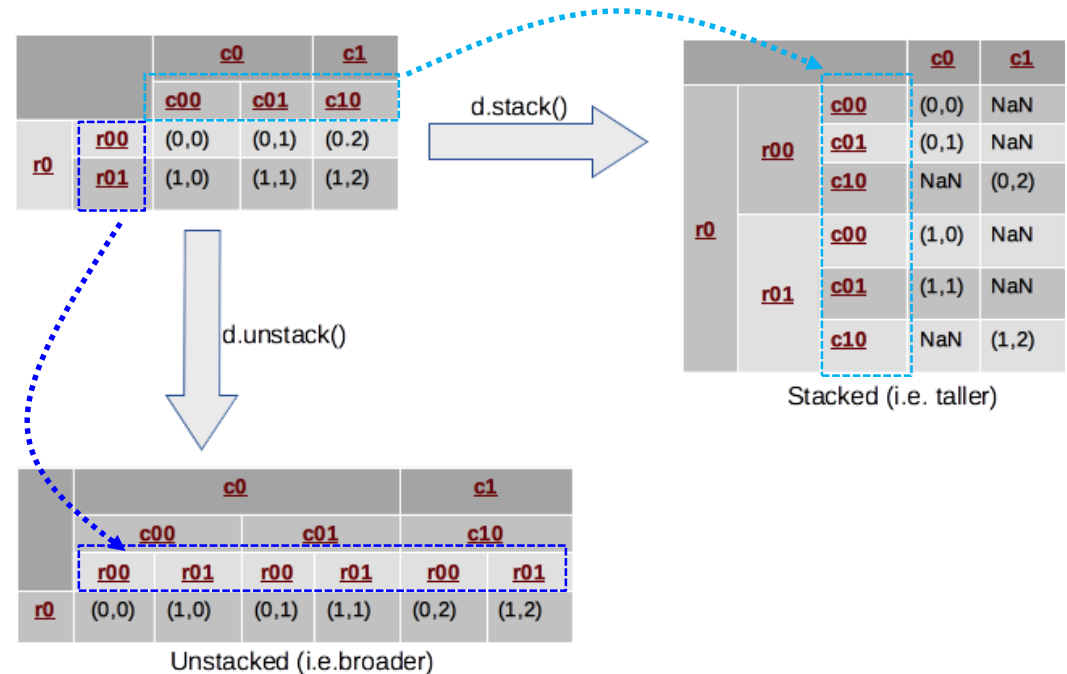 c0 c1
c00 c01 c10
r0 r00 (0,0) (0,1) (0.2)
r01 (1,0) (1,1) (1,2)
d.stack()
c0 c1
r0 r00 c00 (0,0) NaN
c01 (0,1) NaN
c10 NaN (0,2)
r01 c00 (1,0) NaN
c01 (1,1) NaN
c10 NaN (1,2)
Stacked (i.e. taller)
d.unstack()
c0 c1
c00 c01 c10
r00 r01 r00 r01 r00 r01
r0 (0,0) (1,0) (0,1) (1,1) (0,2) (1,2)
Unstacked (i.e.broader)